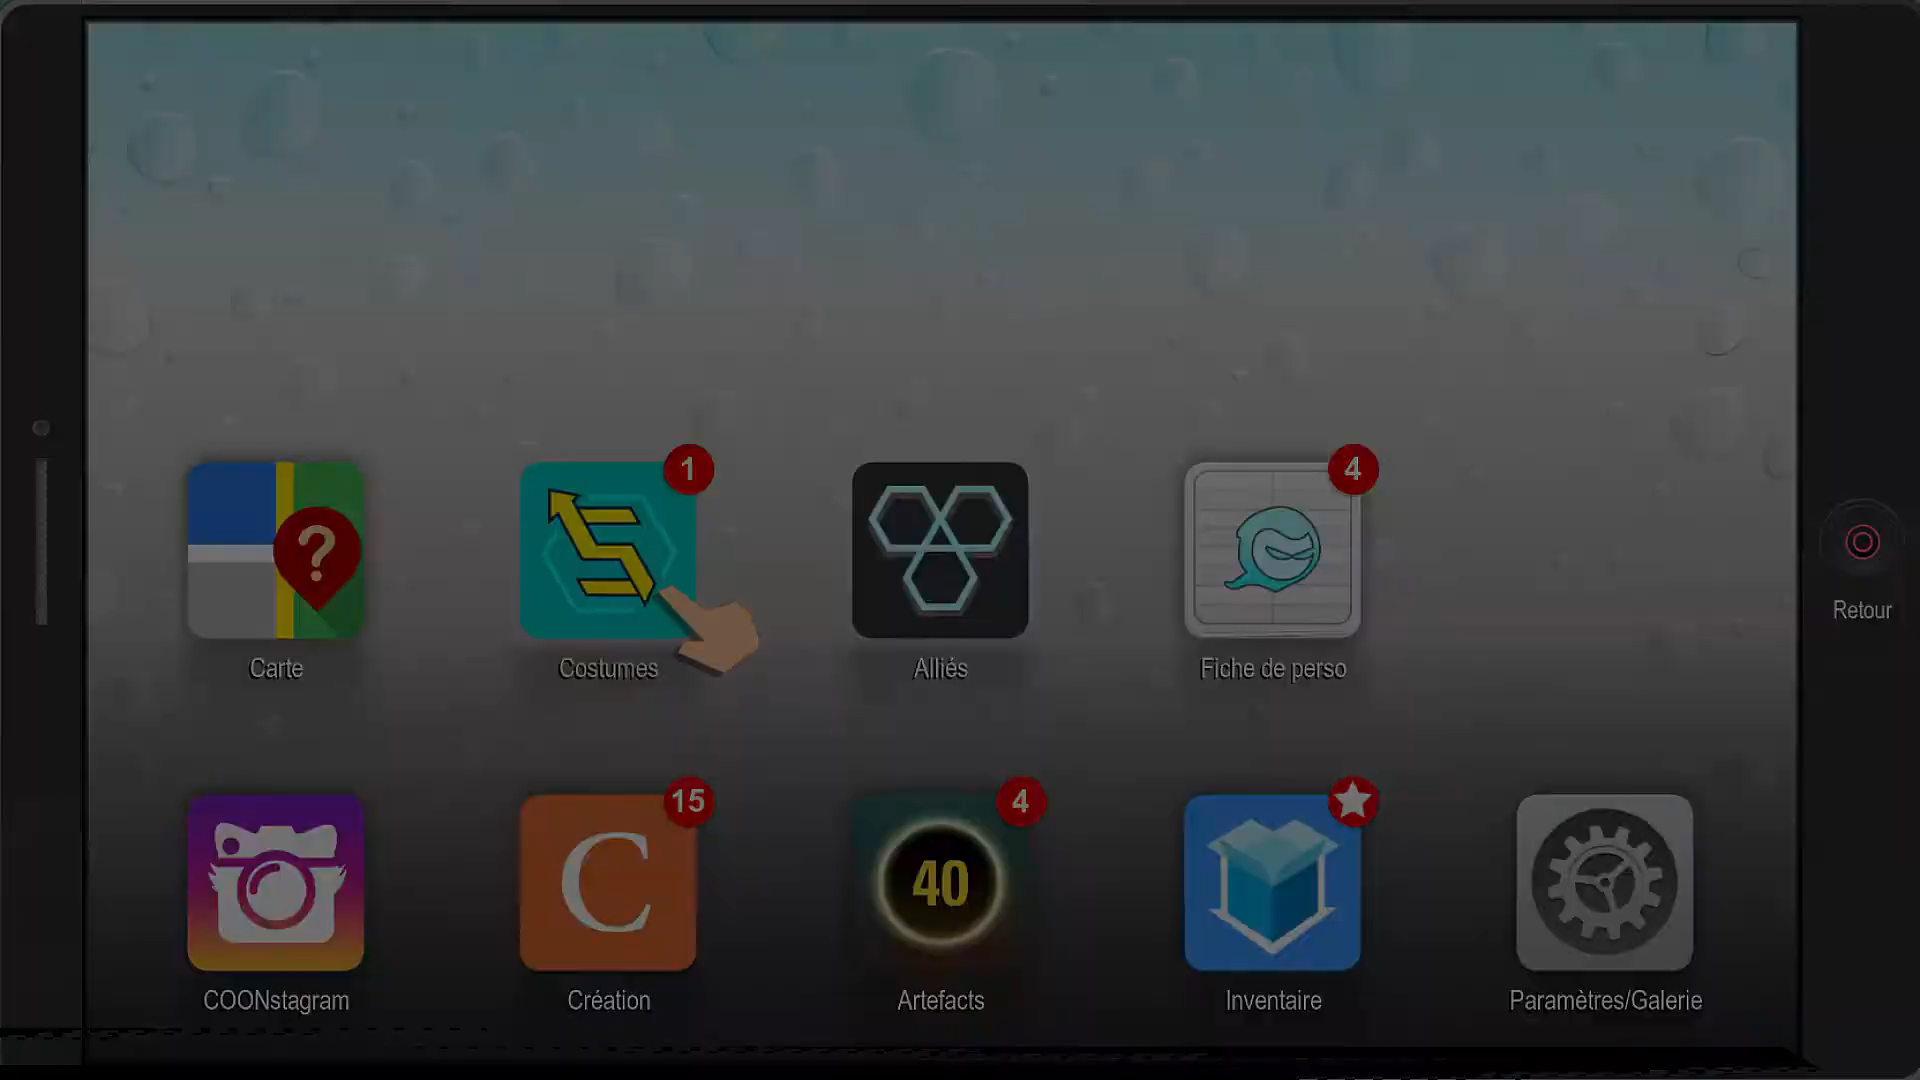 1
4
?
Carte
Costumes
Alliés
Fiche de perso
Retour
15
4
C
40
COONstagram
Création
Artefacts
Inventaire
Paramètres/Galerie